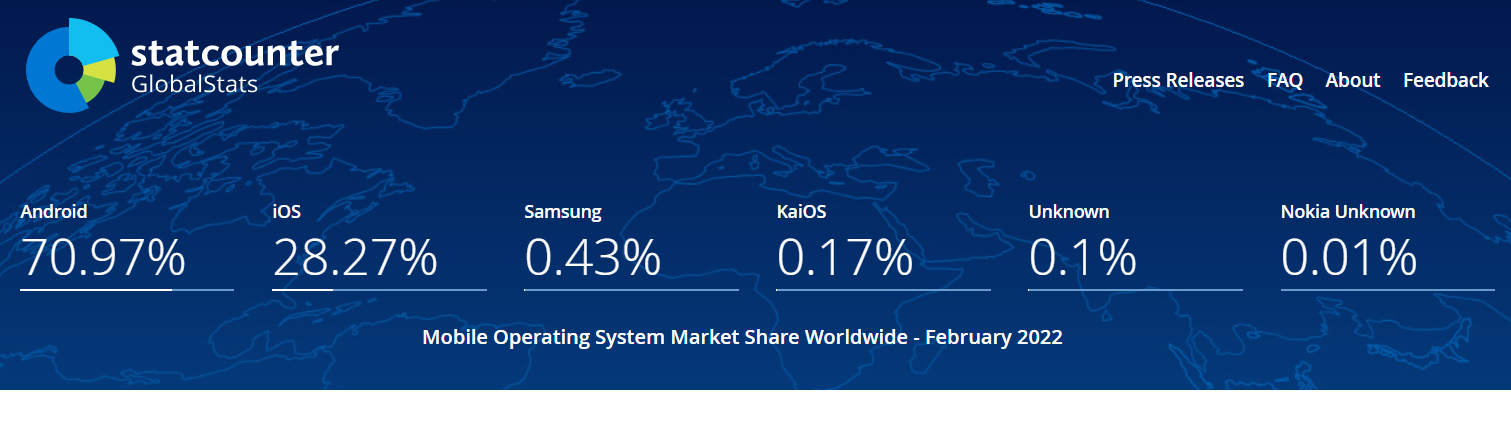 statcounter
GlobalStats
Press Releases FAQ About Feedback
Android iOS Samsung KaiOS Unknown Nokia Unknown
70.97% 28.27% 0.43% 0.17% 0.1% 0.01%
Mobile Operating System Market Share Worldwide - February 2022